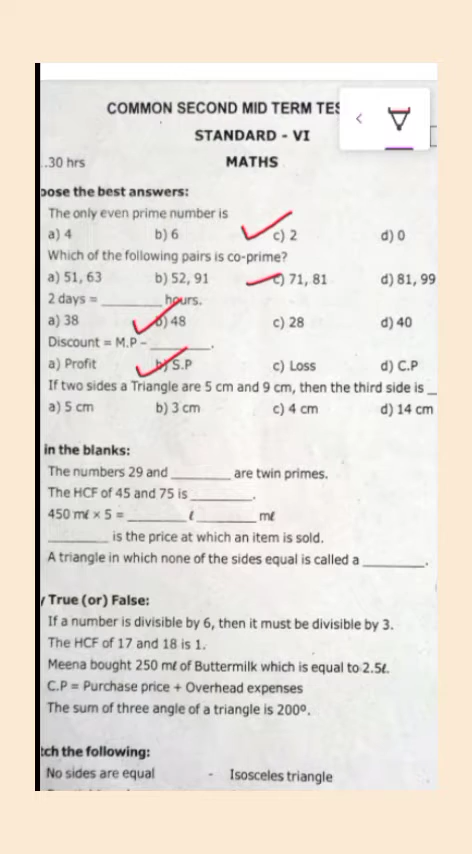 COMMON SECOND MID TERM TES
STANDARD - VI
.30 hrs MATHS
ose the best answers:
The only even prime number is
a) 4 b) 6 c) 2 d) 0
Which of the following pairs is co-prime?
a) 51, 63 b) 52, 91 c) 71, 81 d) 81, 99
2 days = ________ hours.
a) 38 b) 48 c) 28 d) 40
Discount = M.P – ________.
a) Profit b) S.P c) Loss d) C.P
If two sides a Triangle are 5 cm and 9 cm, then the third side is _
a) 5 cm b) 3 cm c) 4 cm d) 14 cm
in the blanks:
The numbers 29 and ________ are twin primes.
The HCF of 45 and 75 is ________.
450 mℓ × 5 = ________ ℓ ________ mℓ
________ is the price at which an item is sold.
A triangle in which none of the sides equal is called a ________.
y True (or) False:
If a number is divisible by 6, then it must be divisible by 3.
The HCF of 17 and 18 is 1.
Meena bought 250 mℓ of Buttermilk which is equal to 2.5ℓ.
C.P = Purchase price + Overhead expenses
The sum of three angle of a triangle is 200º.
tch the following:
No sides are equal - Isosceles triangle